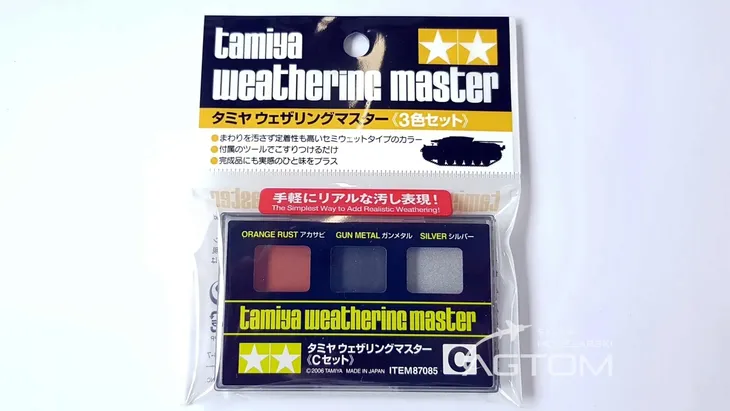 tamiya
weathering master
タミヤ ウェザリングマスター《3色セット》
●まわりを汚さず定着性も高いセミウェットタイプのカラー
●付属のツールでこすりつけるだけ
●完成品にも実感のひと味をプラス
手軽にリアルな汚し表現!
The Simplest Way to Add Realistic Weathering!
ORANGE RUST アカサビ GUN METAL ガンメタル SILVER シルバー
tamiya weathering master
タミヤ ウェザリングマスター
《Cセット》
C
©2006 TAMIYA MADE IN JAPAN ITEM87085
AGTOM